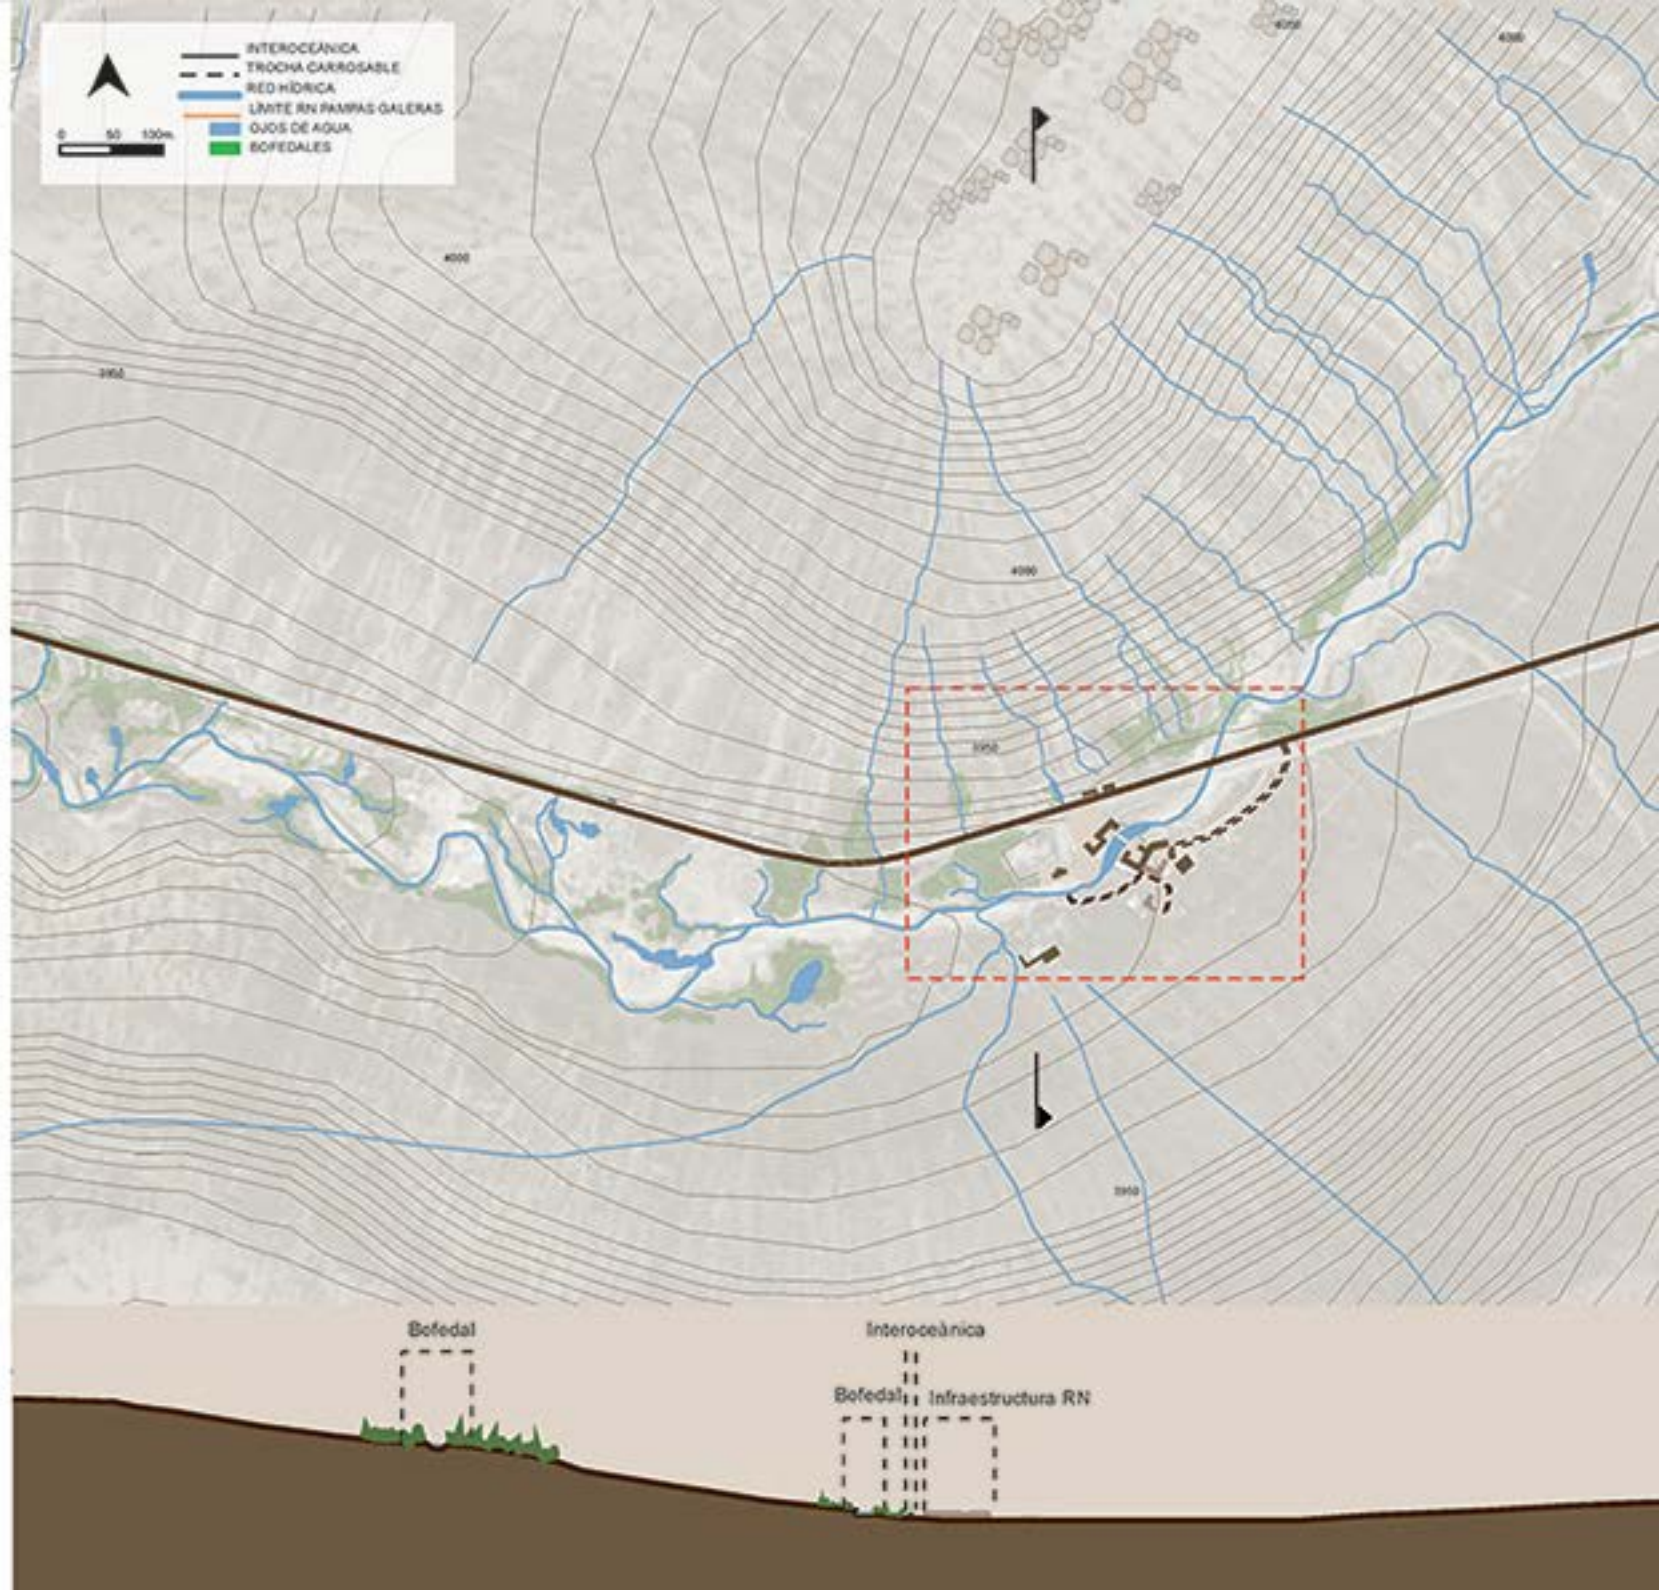 INTEROCEÁNICA
TROCHA CARROSABLE
RED HÍDRICA
LÍMITE RN PAMPAS GALERAS
OJOS DE AGUA
BOFEDALES
0 50 100m.
4050
4000
3950
4000
3950
3950
Bofedal
Interoceànica
Bofedal
Infraestructura RN